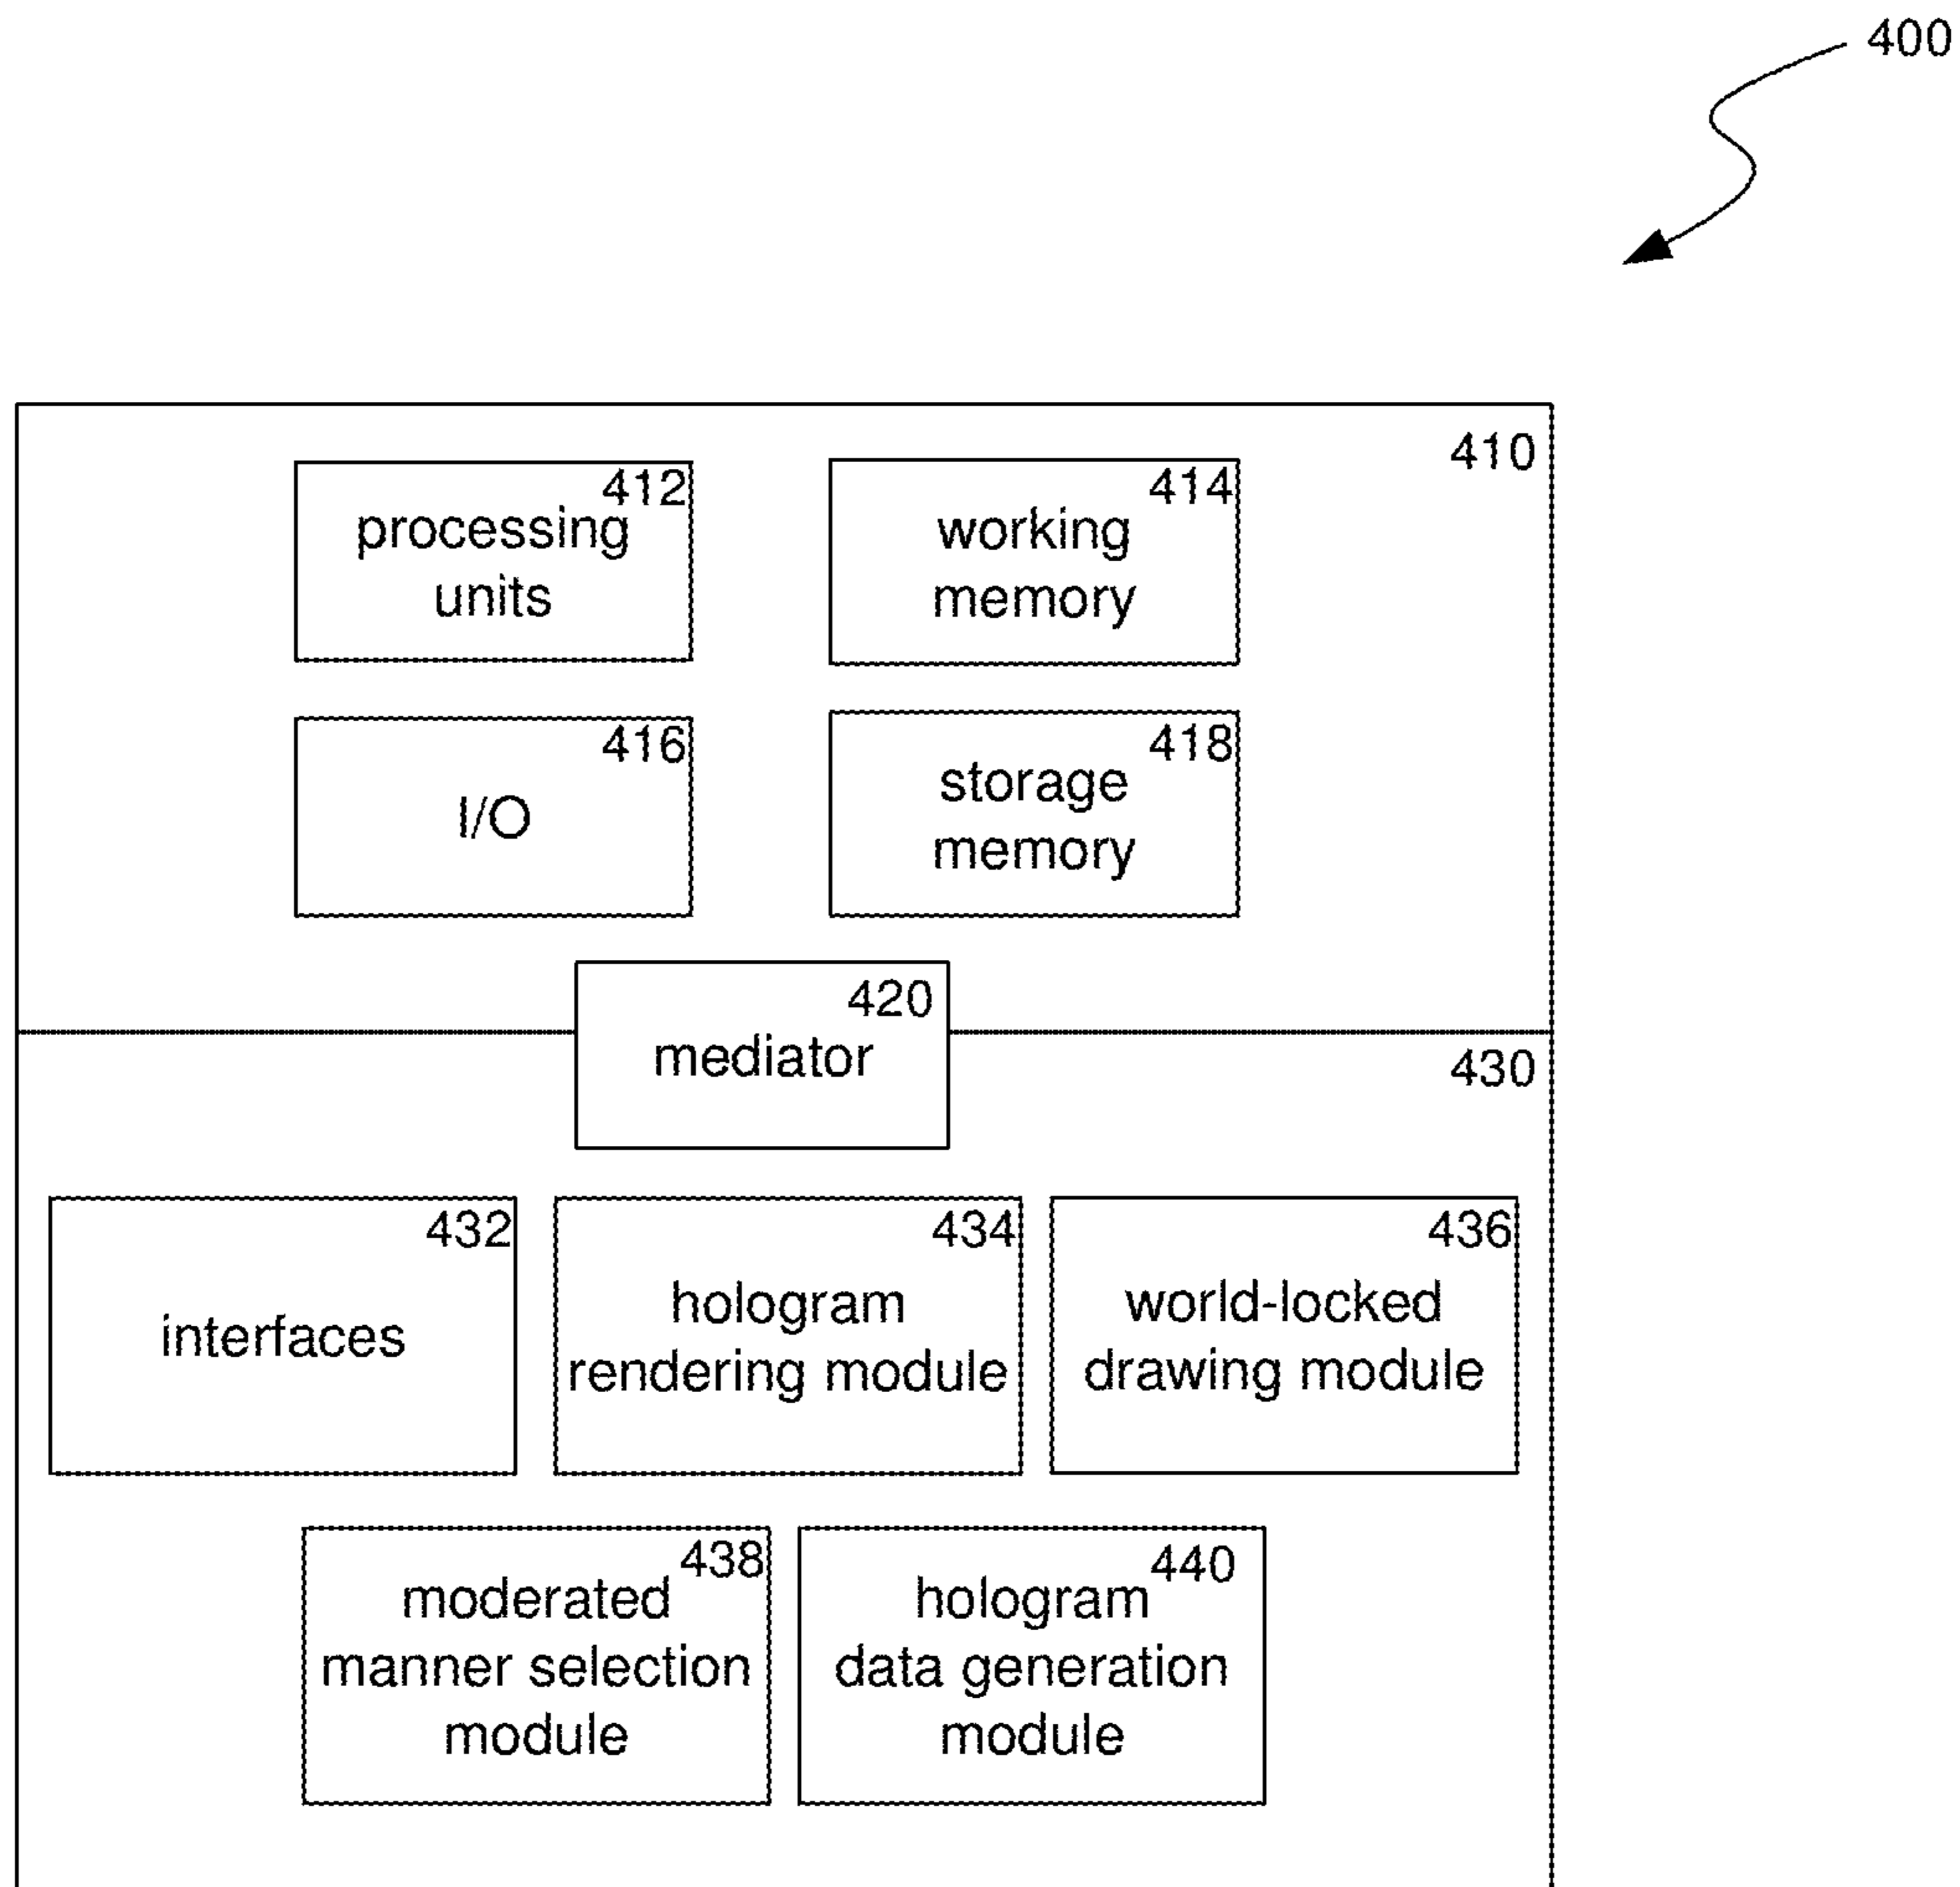 400
410
412
processing
units
414
working
memory
416
I/O
418
storage
memory
420
mediator
430
432
interfaces
434
hologram
rendering module
436
world-locked
drawing module
438
moderated
manner selection
module
440
hologram
data generation
module